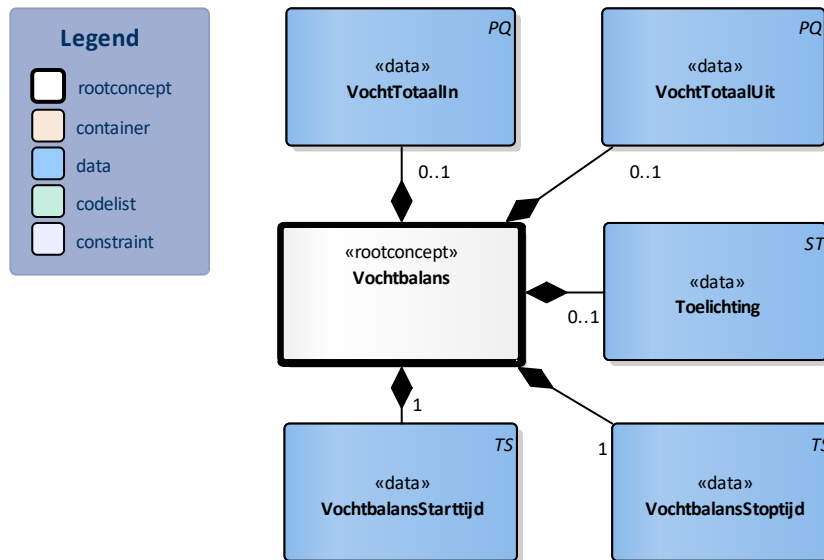 Legend
rootconcept
container
data
codelist
constraint
PQ
«data»
VochtTotaalIn
0..1
PQ
«data»
VochtTotaalUit
0..1
«rootconcept»
Vochtbalans
ST
«data»
Toelichting
0..1
1
TS
«data»
VochtbalansStarttijd
1
TS
«data»
VochtbalansStoptijd